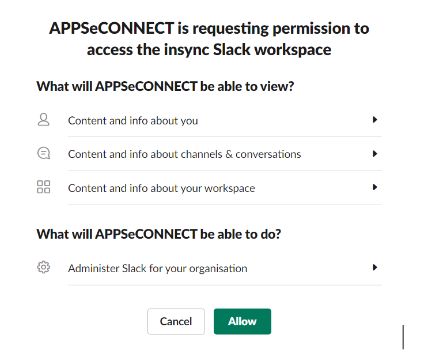 APPSeCONNECT is requesting permission to
access the insync Slack workspace
What will APPSeCONNECT be able to view?
Content and info about you
Content and info about channels & conversations
Content and info about your workspace
What will APPSeCONNECT be able to do?
Administer Slack for your organisation
Cancel Allow